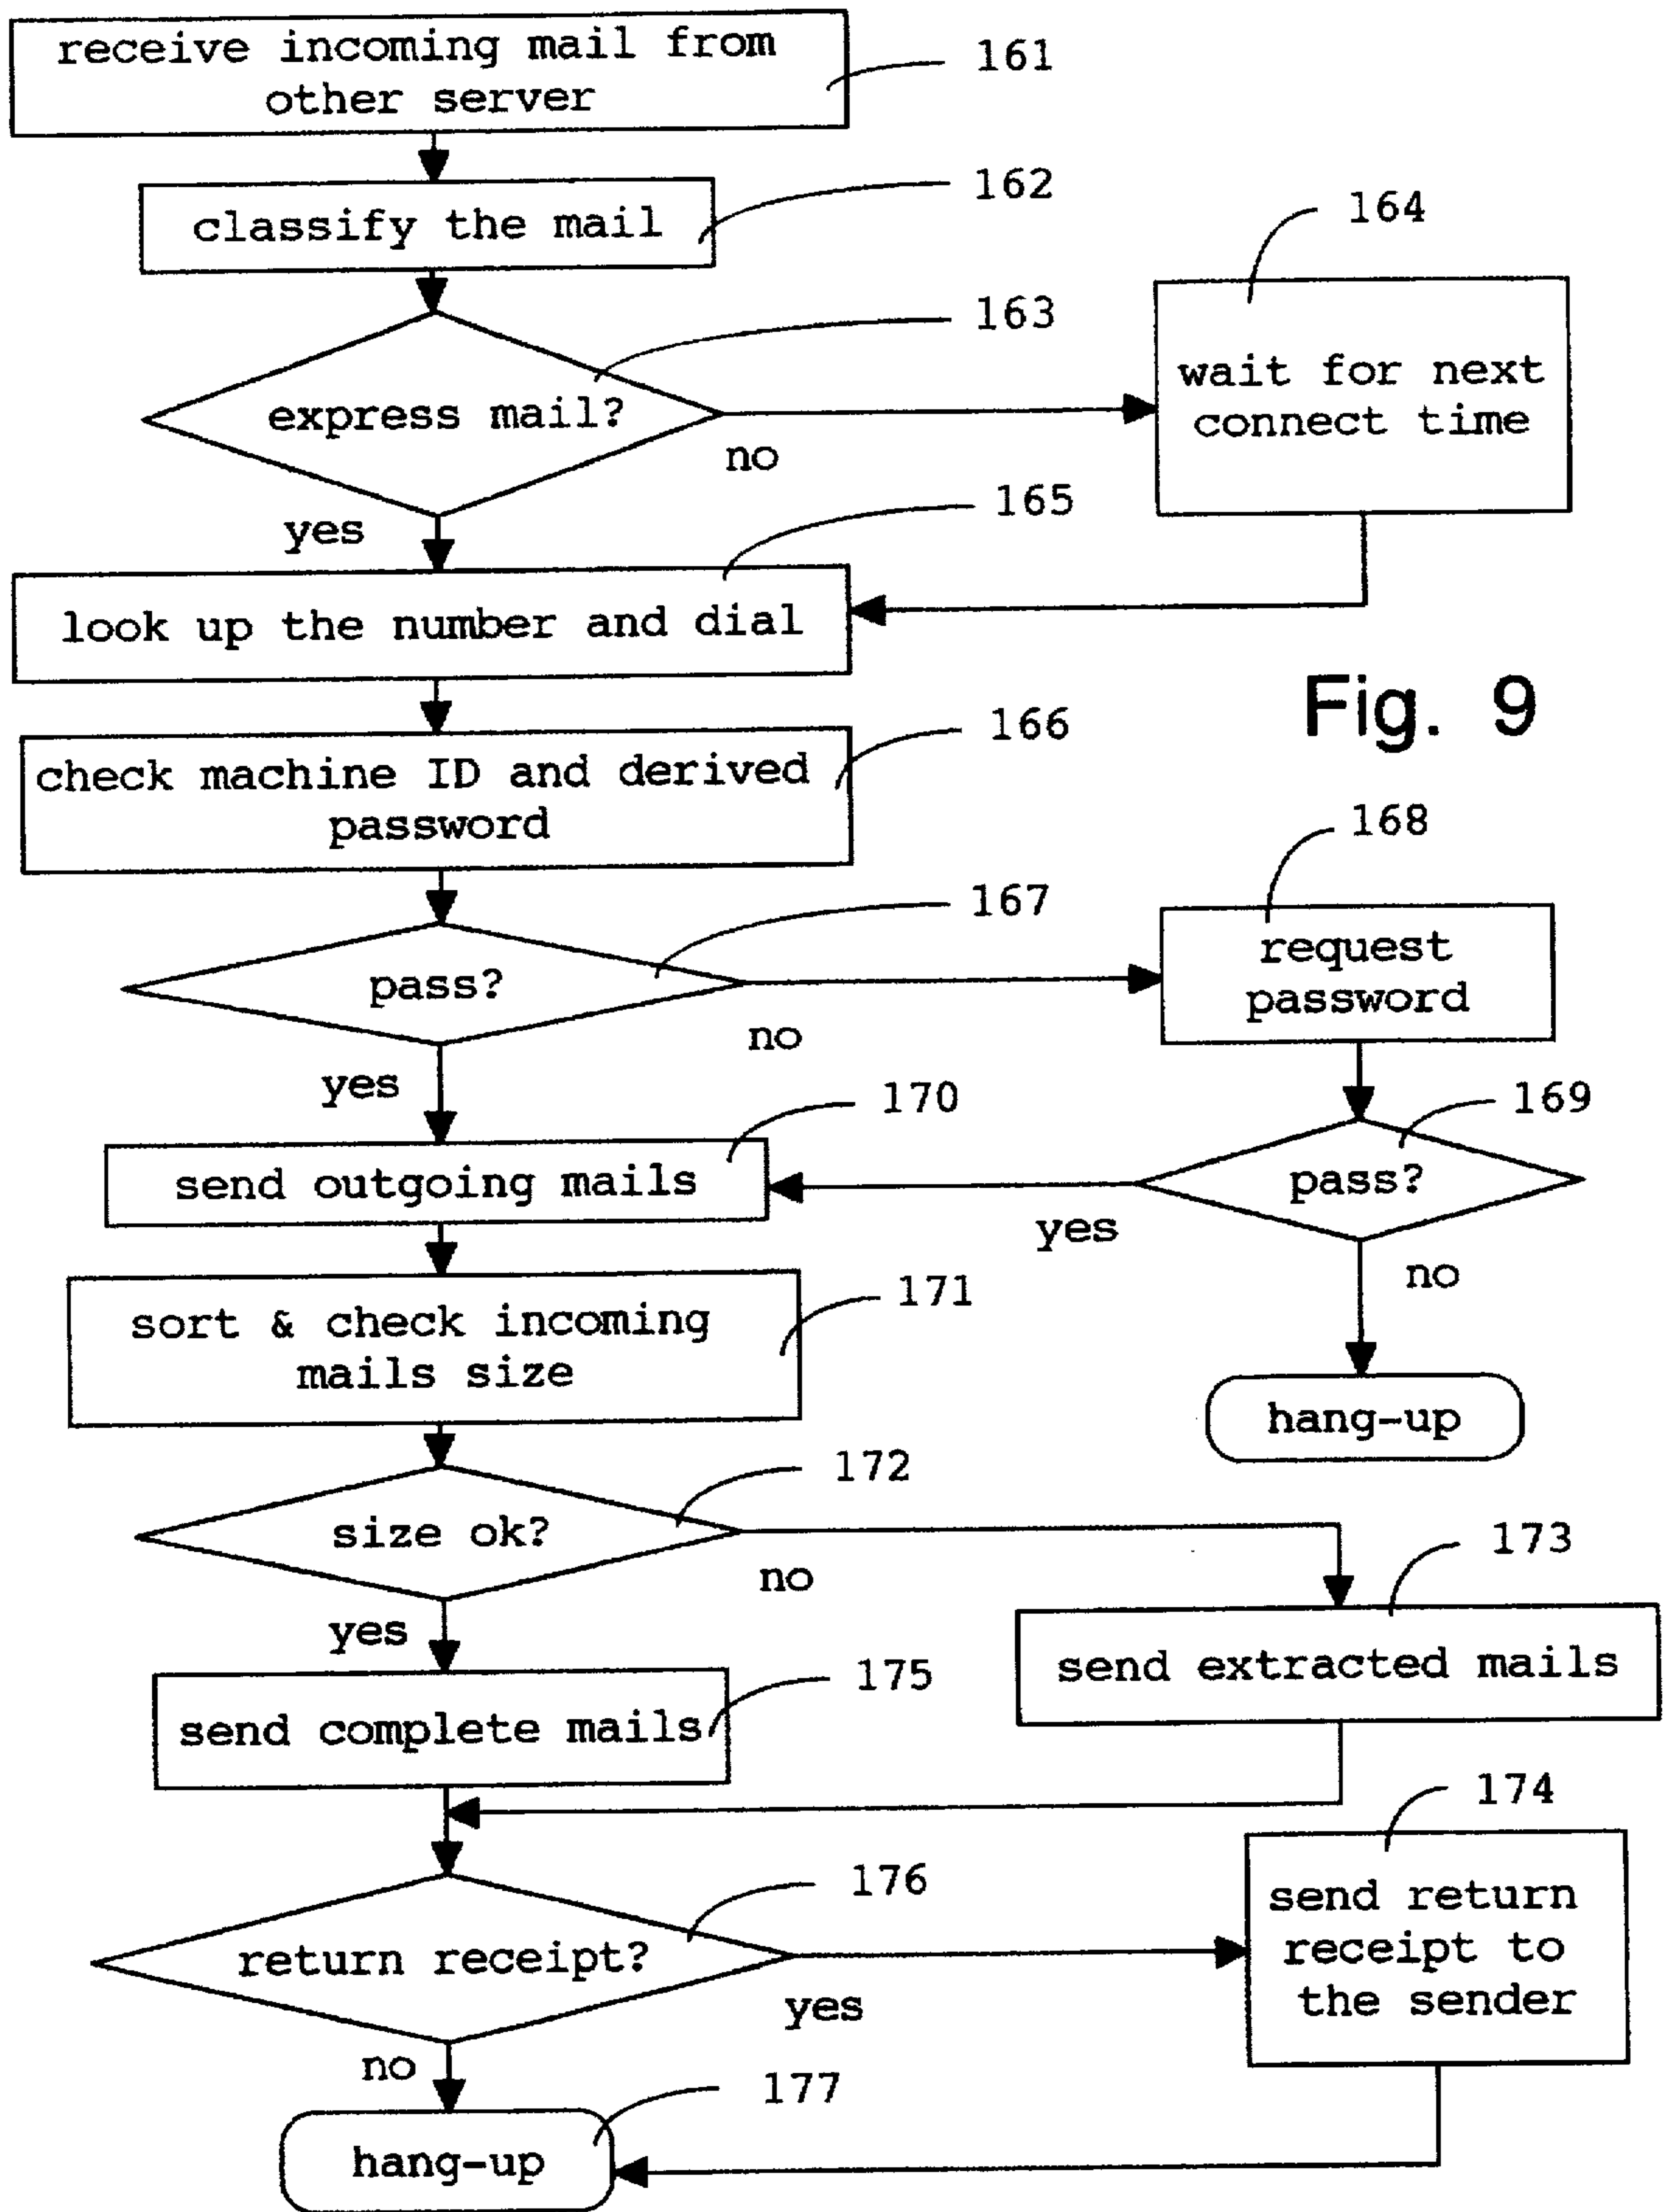 receive incoming mail from
other server
161
classify the mail
162
express mail?
163
no
yes
164
wait for next
connect time
165
look up the number and dial
Fig. 9
check machine ID and derived
password
166
pass?
167
no
yes
168
request
password
169
pass?
yes
no
hang-up
170
send outgoing mails
171
sort & check incoming
mails size
172
size ok?
no
yes
173
send extracted mails
175
send complete mails
174
send return
receipt to
the sender
176
return receipt?
yes
no
177
hang-up